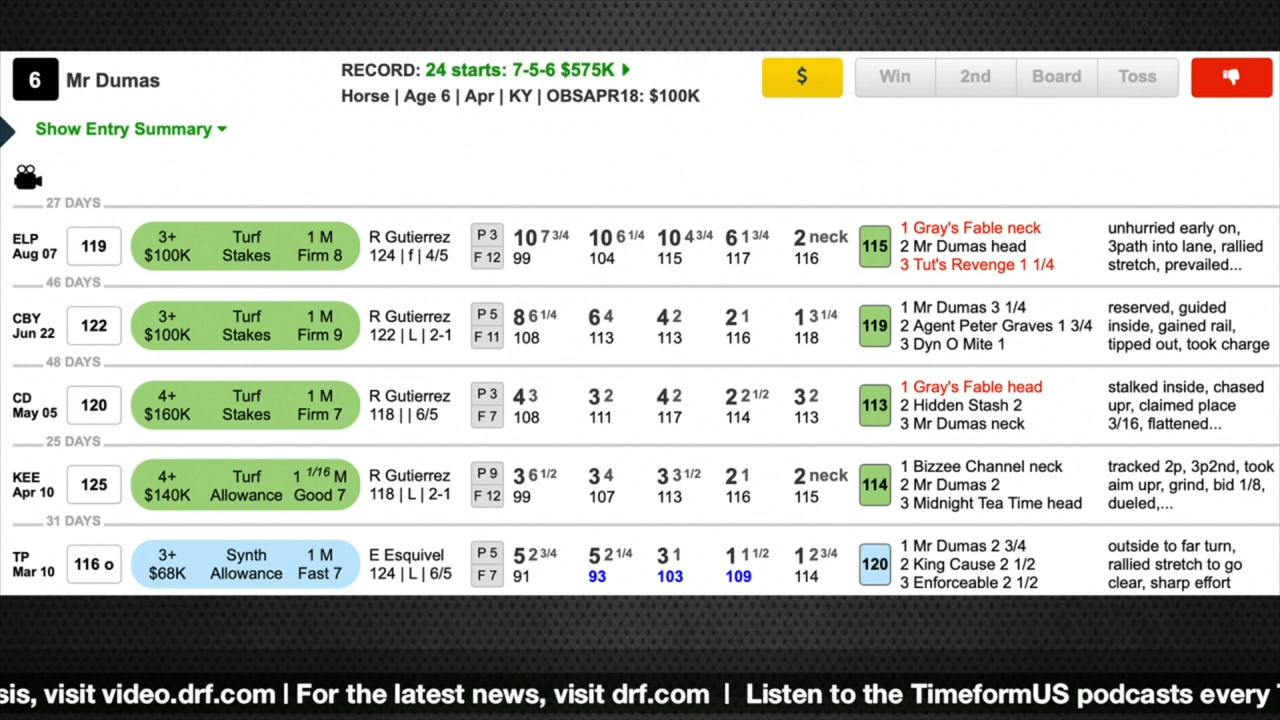 6 Mr Dumas
RECORD: 24 starts: 7-5-6 $575K
Horse | Age 6 | Apr | KY | OBSAPR18: $100K
$ Win 2nd Board Toss
Show Entry Summary
27 DAYS
ELP
Aug 07
119
3+ Turf 1 M
$100K Stakes Firm 8
R Gutierrez
124 | f | 4/5
P 3
F 12
10 7 3/4 10 6 1/4 10 4 3/4 6 1 3/4 2 neck
99 104 115 117 116
115
1 Gray's Fable neck
2 Mr Dumas head
3 Tut's Revenge 1 1/4
unhurried early on,
3path into lane, rallied
stretch, prevailed...
46 DAYS
CBY
Jun 22
122
3+ Turf 1 M
$100K Stakes Firm 9
R Gutierrez
122 | L | 2-1
P 5
F 11
8 6 1/4 6 4 4 2 2 1 1 3 1/4
108 113 113 116 118
119
1 Mr Dumas 3 1/4
2 Agent Peter Graves 1 3/4
3 Dyn O Mite 1
reserved, guided
inside, gained rail,
tipped out, took charge
48 DAYS
CD
May 05
120
4+ Turf 1 M
$160K Stakes Firm 7
R Gutierrez
118 | | 6/5
P 3
F 7
4 3 3 2 4 2 2 2 1/2 3 2
108 111 117 114 113
113
1 Gray's Fable head
2 Hidden Stash 2
3 Mr Dumas neck
stalked inside, chased
upr, claimed place
3/16, flattened...
25 DAYS
KEE
Apr 10
125
4+ Turf 1 1/16 M
$140K Allowance Good 7
R Gutierrez
118 | L | 2-1
P 9
F 12
3 6 1/2 3 4 3 3 1/2 2 1 2 neck
99 107 113 116 115
114
1 Bizzee Channel neck
2 Mr Dumas 2
3 Midnight Tea Time head
tracked 2p, 3p2nd, took
aim upr, grind, bid 1/8,
dueled,...
31 DAYS
TP
Mar 10
116 o
3+ Synth 1 M
$68K Allowance Fast 7
E Esquivel
124 | L | 6/5
P 5
F 7
5 2 3/4 5 2 1/4 3 1 1 1 1/2 1 2 3/4
91 93 103 109 114
120
1 Mr Dumas 2 3/4
2 King Cause 2 1/2
3 Enforceable 2 1/2
outside to far turn,
rallied stretch to go
clear, sharp effort
sis, visit video.drf.com | For the latest news, visit drf.com | Listen to the TimeformUS podcasts every